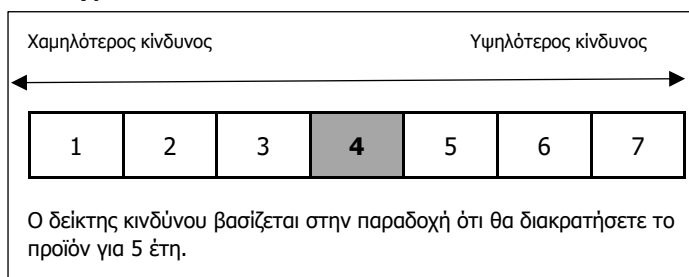 Χαμηλότερος κίνδυνος Υψηλότερος κίνδυνος
1 2 3 4 5 6 7
Ο δείκτης κινδύνου βασίζεται στην παραδοχή ότι θα διακρατήσετε το
προϊόν για 5 έτη.